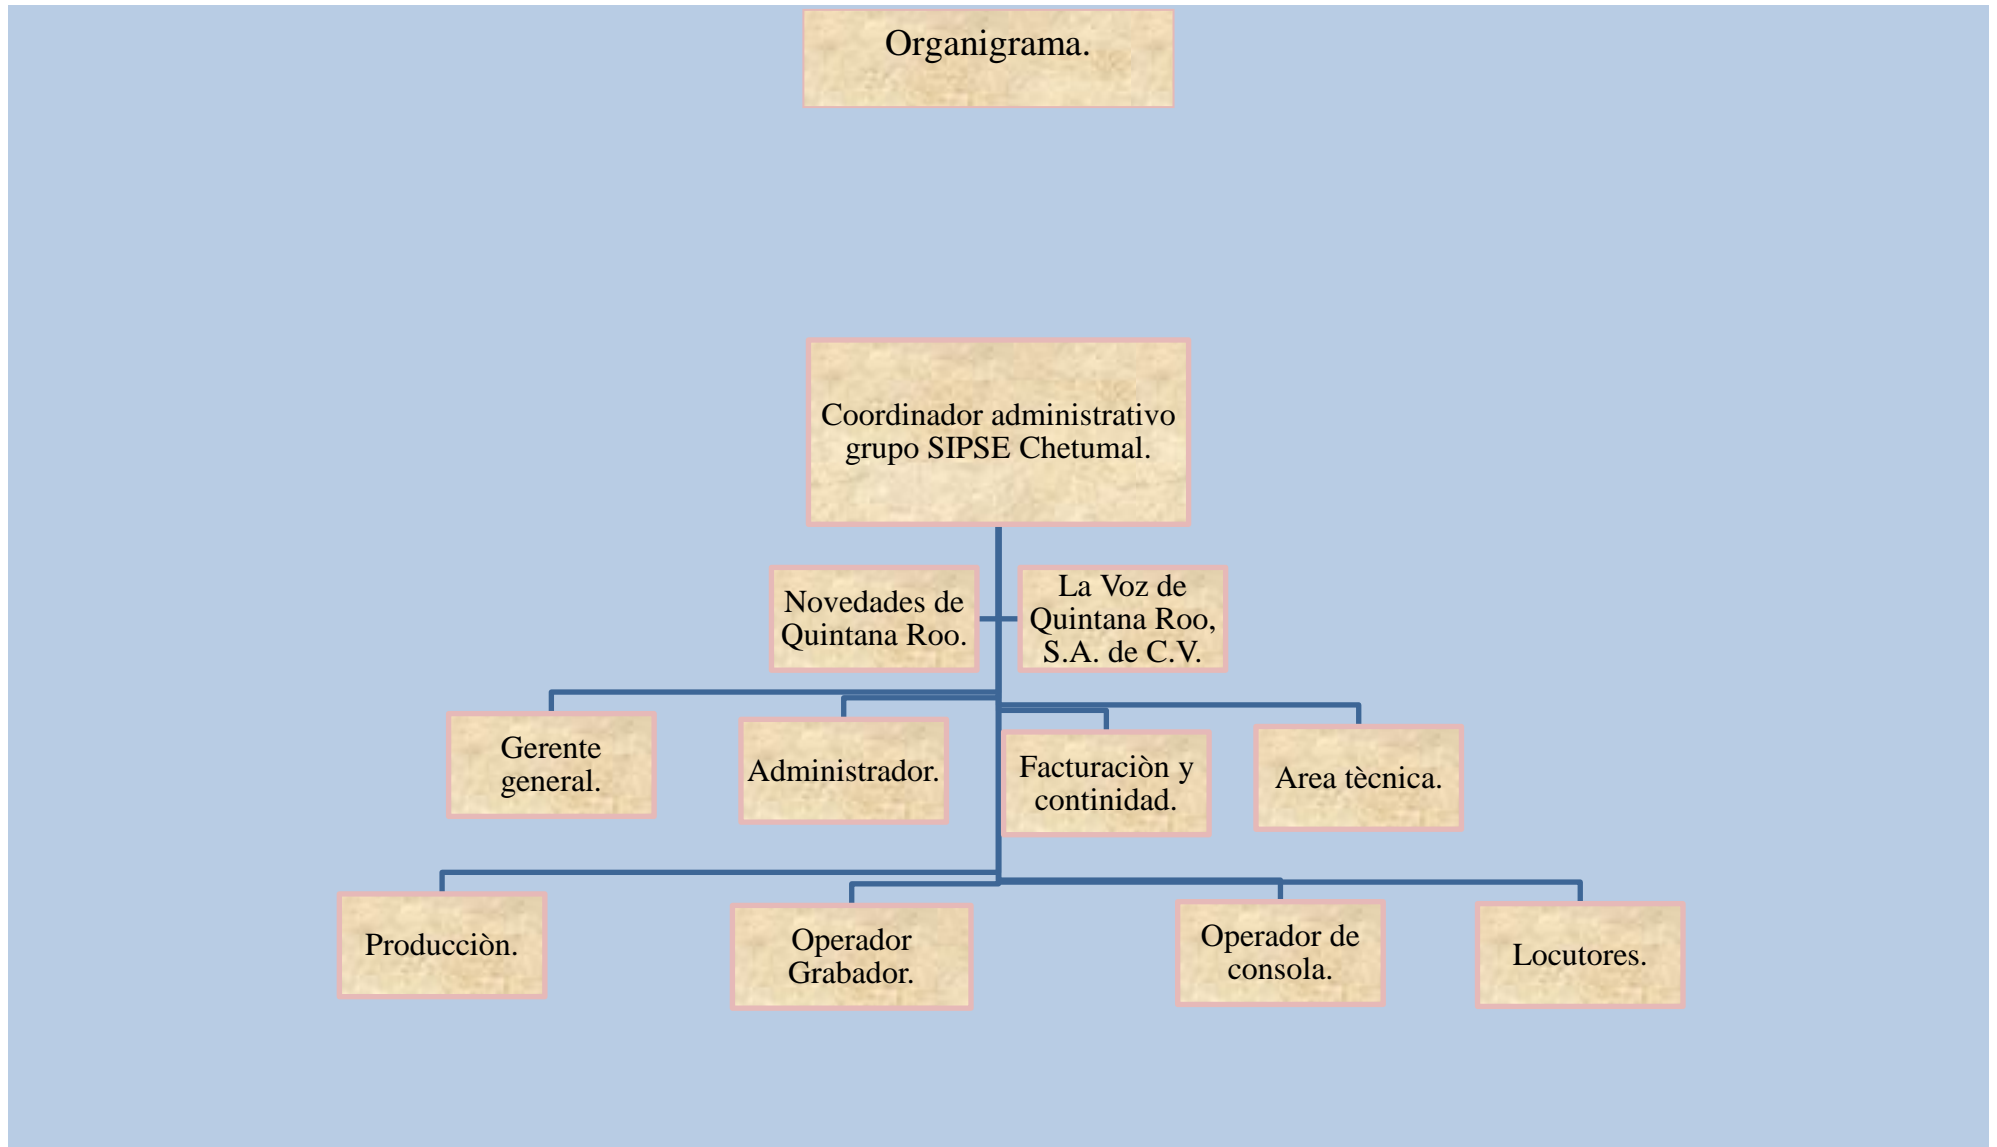 Organigrama.
Coordinador administrativo
grupo SIPSE Chetumal.
Novedades de
Quintana Roo.
La Voz de
Quintana Roo,
S.A. de C.V.
Gerente
general.
Administrador.
Facturaciòn y
continidad.
Area tècnica.
Producciòn.
Operador
Grabador.
Operador de
consola.
Locutores.